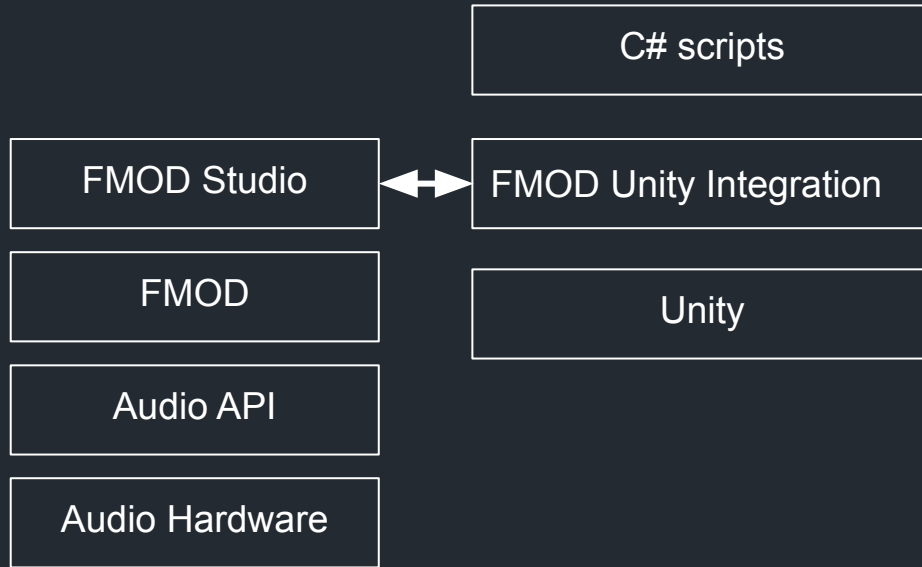 C# scripts
FMOD Studio
FMOD Unity Integration
FMOD
Unity
Audio API
Audio Hardware